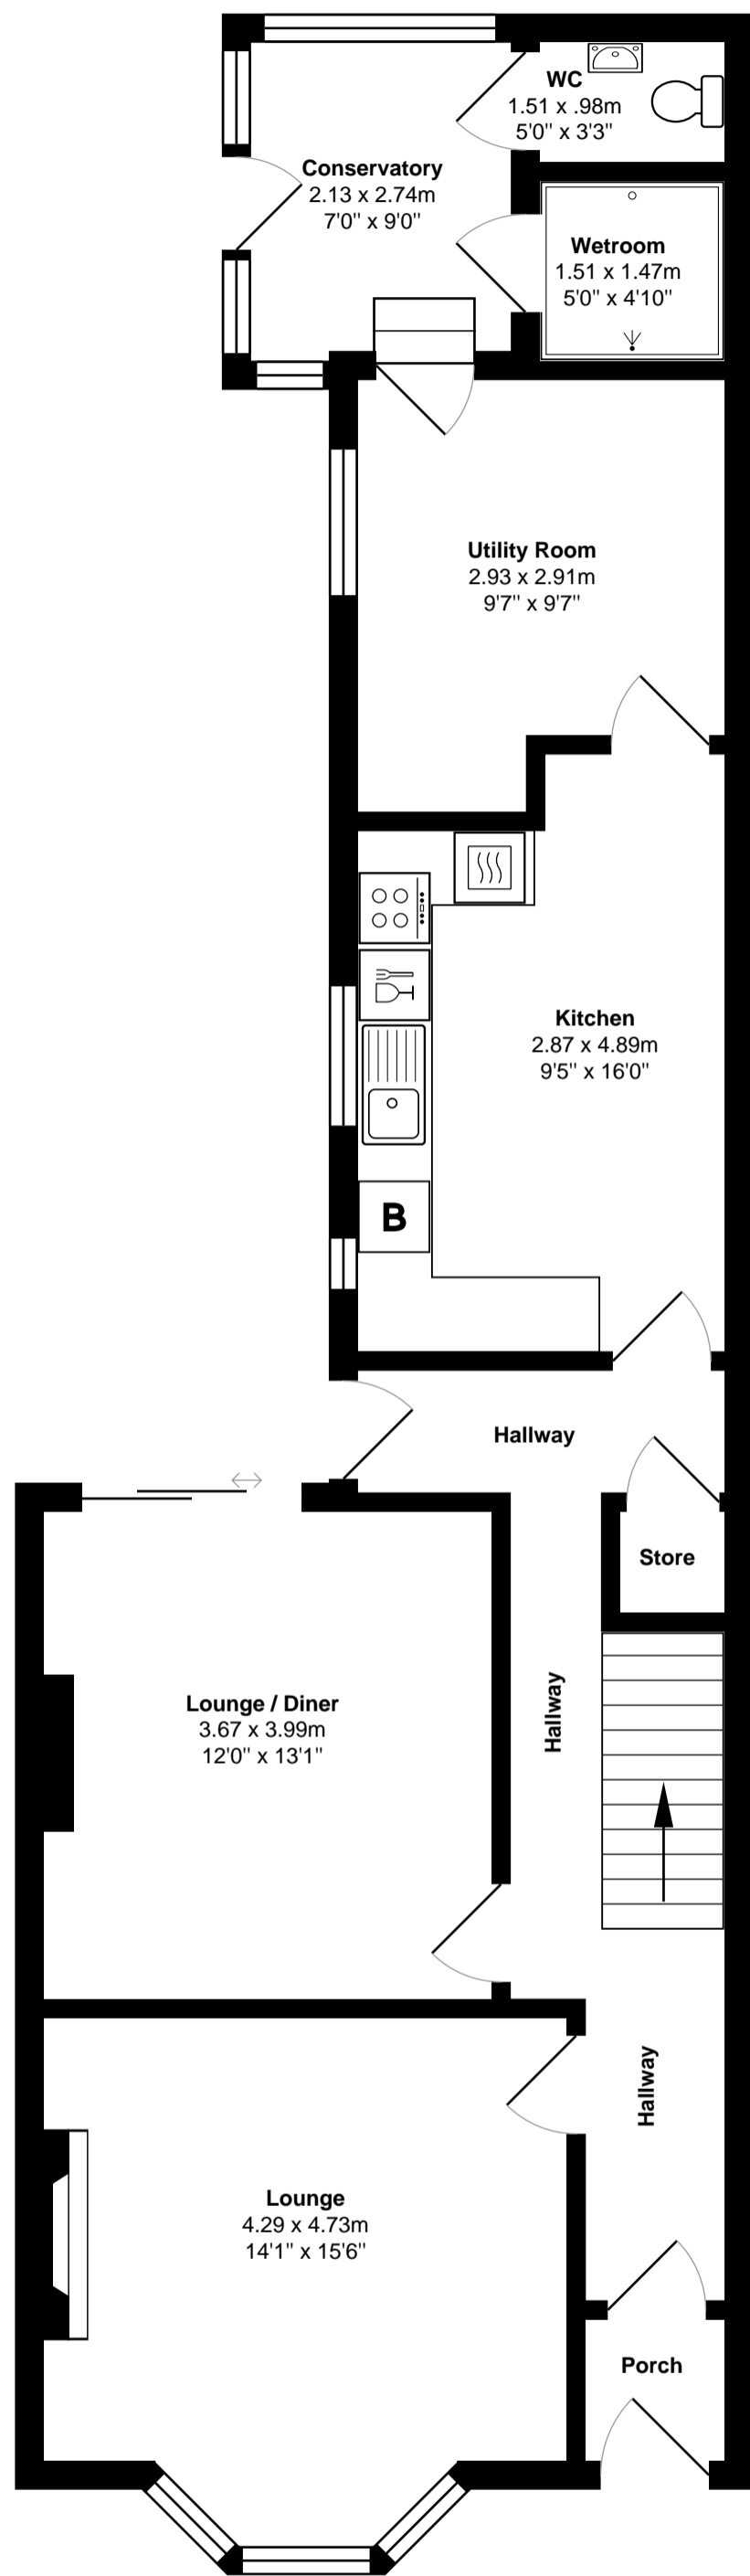 WC
1.51 x .98m
5'0" x 3'3"
Conservatory
2.13 x 2.74m
7'0" x 9'0"
Wetroom
1.51 x 1.47m
5'0" x 4'10"
Utility Room
2.93 x 2.91m
9'7" x 9'7"
Kitchen
2.87 x 4.89m
9'5" x 16'0"
B
Hallway
Store
Hallway
Lounge / Diner
3.67 x 3.99m
12'0" x 13'1"
Hallway
Lounge
4.29 x 4.73m
14'1" x 15'6"
Porch